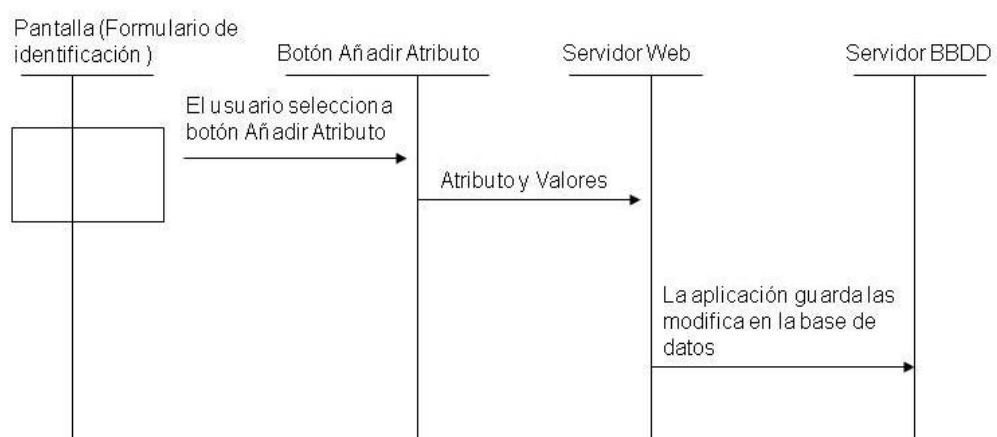 Pantalla (Formulario de
identificación )
Botón Añadir Atributo
Servidor Web
Servidor BBDD
El usuario selecciona
botón Añadir Atributo
Atributo y Valores
La aplicación guarda las
modifica en la base de
datos